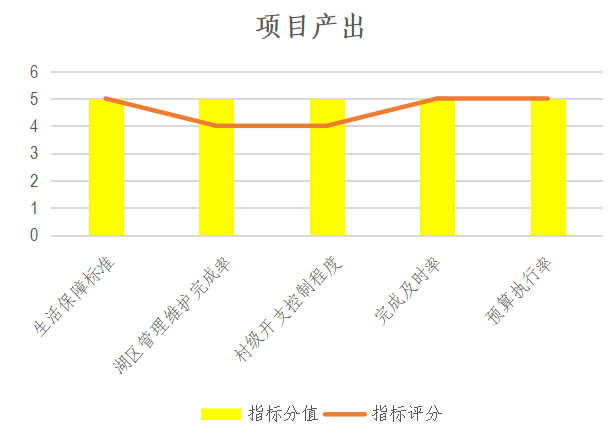 项目产出
6
5
4
3
2
1
0
生活保障标准
湖区管理维护完成率
村级开支控制程度
完成及时率
预算执行率
指标分值
指标评分